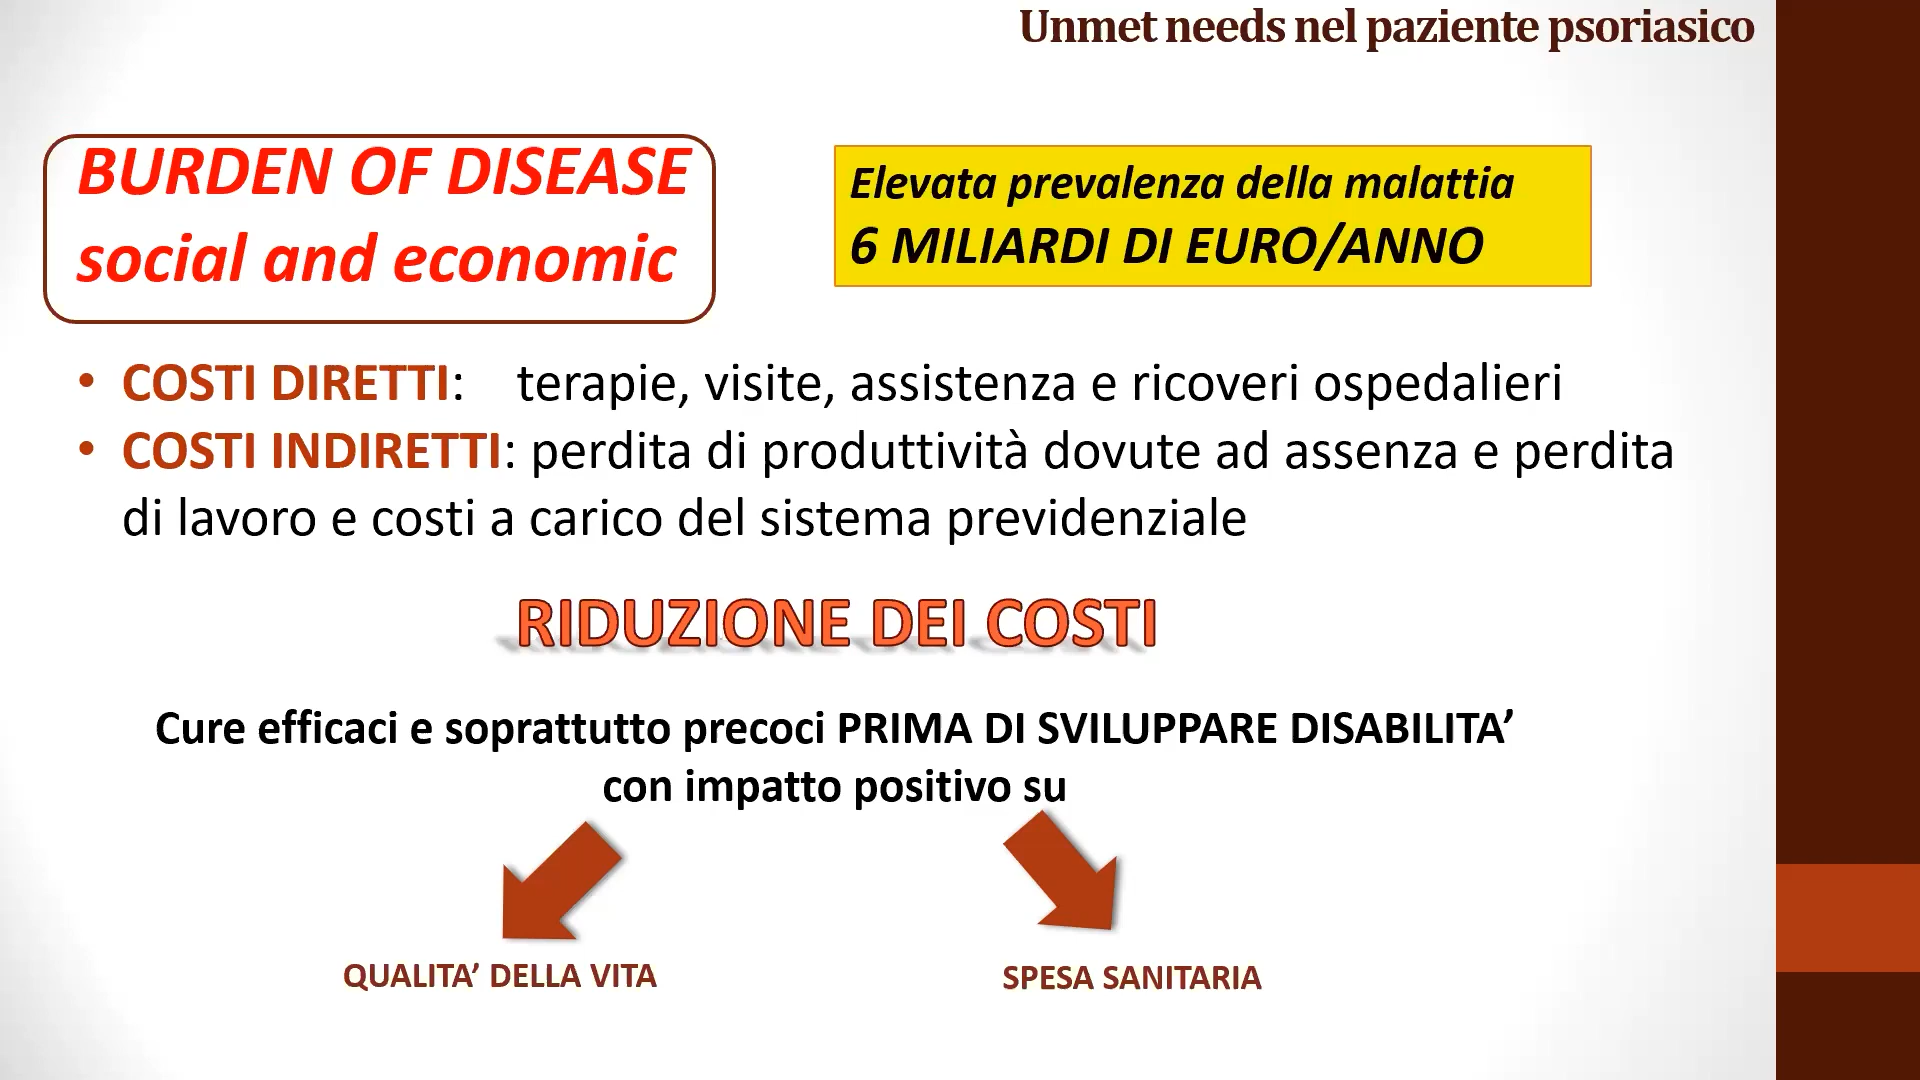 Unmet needs nel paziente psoriasico
BURDEN OF DISEASE
social and economic
Elevata prevalenza della malattia
6 MILIARDI DI EURO/ANNO
• COSTI DIRETTI: terapie, visite, assistenza e ricoveri ospedalieri
• COSTI INDIRETTI: perdita di produttività dovute ad assenza e perdita
di lavoro e costi a carico del sistema previdenziale
RIDUZIONE DEI COSTI
Cure efficaci e soprattutto precoci PRIMA DI SVILUPPARE DISABILITA’
con impatto positivo su
QUALITA’ DELLA VITA
SPESA SANITARIA